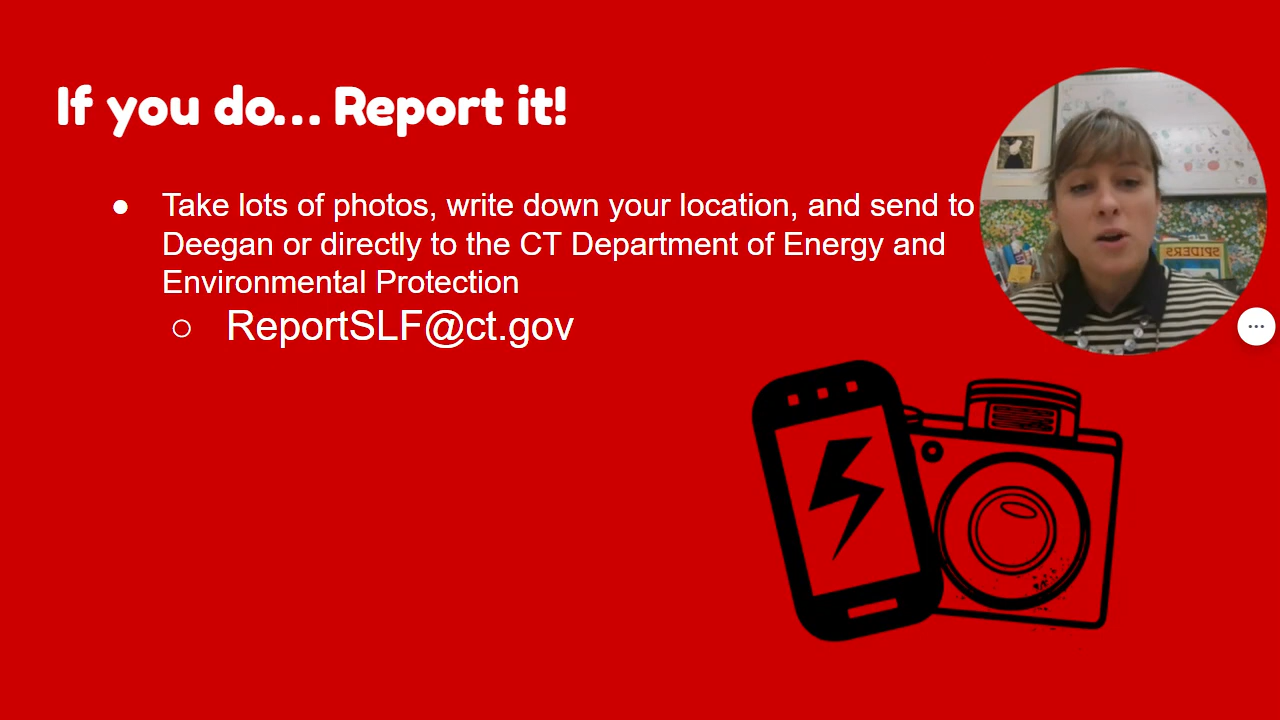 If you do... Report it!
● Take lots of photos, write down your location, and send to
Deegan or directly to the CT Department of Energy and
Environmental Protection
○ ReportSLF@ct.gov
SPIDERS